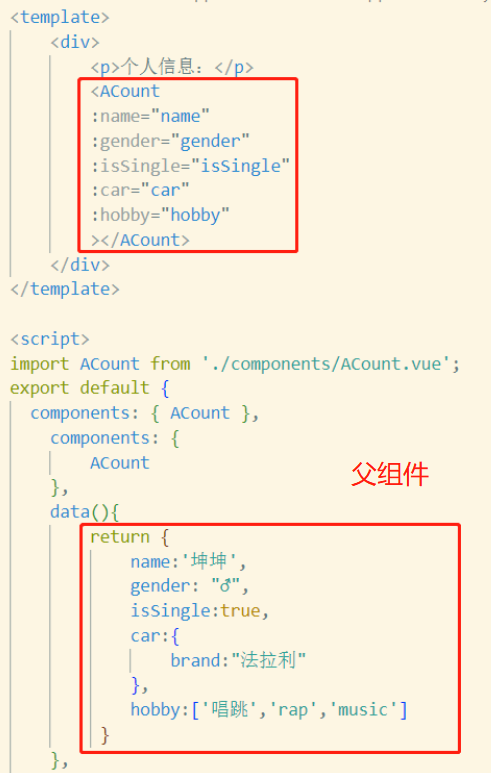 <template>
<div>
<p>个人信息：</p>
<ACount
:name="name"
:gender="gender"
:isSingle="isSingle"
:car="car"
:hobby="hobby"
></ACount>
</div>
</template>
<script>
import ACount from './components/ACount.vue';
export default {
components: { ACount },
components: {
ACount
},
父组件
data(){
return {
name:'坤坤',
gender: "♂",
isSingle:true,
car:{
brand:"法拉利"
},
hobby:['唱跳','rap','music']
}
},